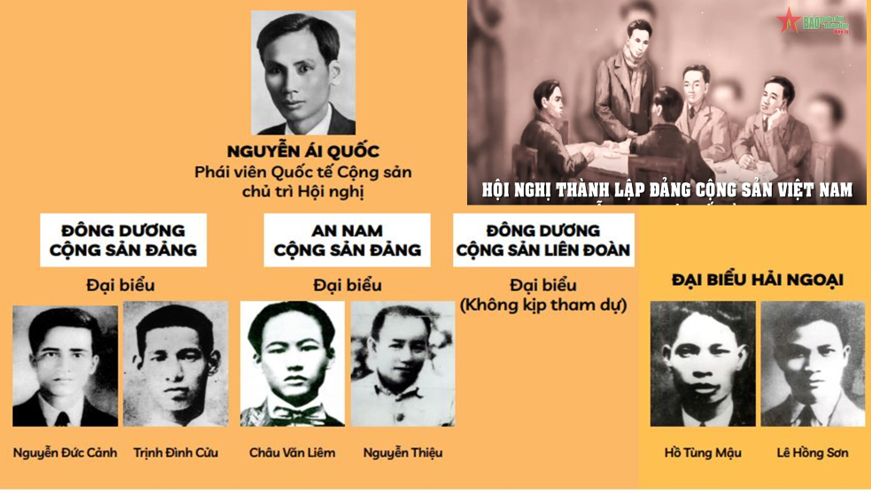 NGUYỄN ÁI QUỐC
Phái viên Quốc tế Cộng sản
chủ trì Hội nghị
BÁO
HỘI NGHỊ THÀNH LẬP ĐẢNG CỘNG SẢN VIỆT NAM
ĐÔNG DƯƠNG
CỘNG SẢN ĐẢNG
Đại biểu
AN NAM
CỘNG SẢN ĐẢNG
Đại biểu
ĐÔNG DƯƠNG
CỘNG SẢN LIÊN ĐOÀN
Đại biểu
(Không kịp tham dự)
ĐẠI BIỂU HẢI NGOẠI
Nguyễn Đức Cảnh
Trịnh Đình Cửu
Châu Văn Liêm
Nguyễn Thiệu
Hồ Tùng Mậu
Lê Hồng Sơn